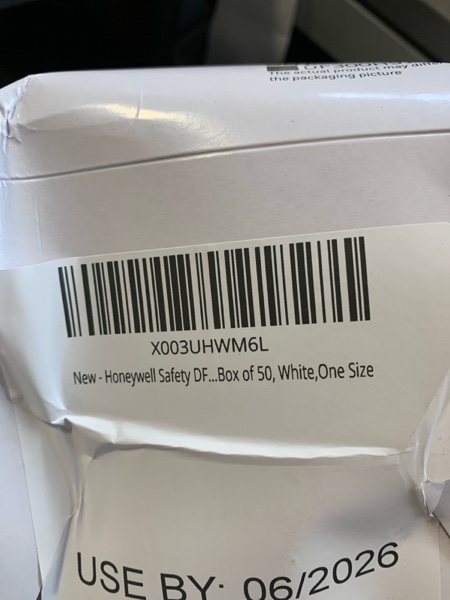 The actual product may
the packaging picture
X003UHWM6L
New - Honeywell Safety DF...Box of 50, White,One Size
USE BY: 06/2026